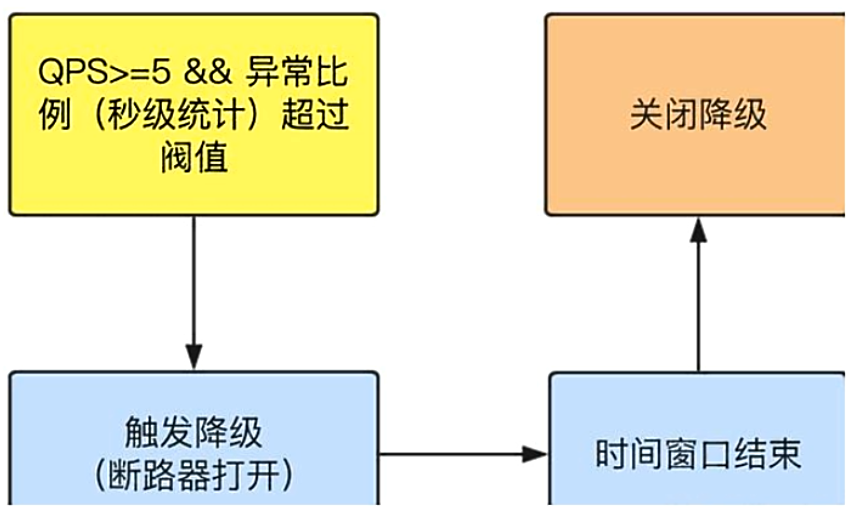 QPS>=5 && 异常比
例（秒级统计）超过
阀值
关闭降级
触发降级
（断路器打开）
时间窗口结束